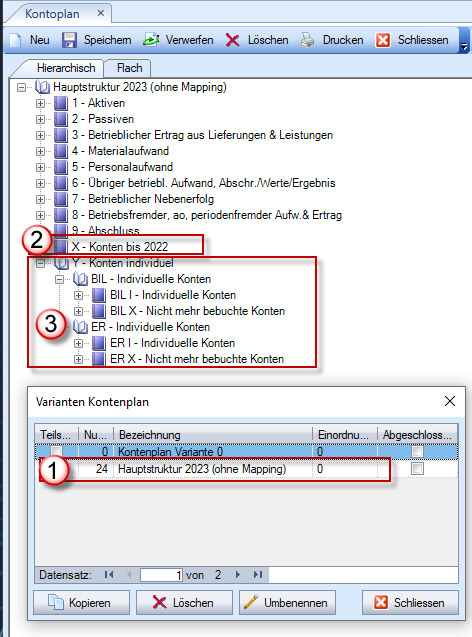 Kontoplan
Neu Speichern Verwerfen Löschen Drucken Schliessen
Hierarchisch Flach
Hauptstruktur 2023 (ohne Mapping)
1 - Aktiven
2 - Passiven
3 - Betrieblicher Ertrag aus Lieferungen & Leistungen
4 - Materialaufwand
5 - Personalaufwand
6 - Übriger betriebl. Aufwand, Abschr./Werte/Ergebnis
7 - Betrieblicher Nebenerfolg
8 - Betriebsfremder, ao, periodenfremder Aufw.& Ertrag
9 - Abschluss
2 X - Konten bis 2022
Y - Konten individuel
BIL - Individuelle Konten
BIL I - Individuelle Konten
BIL X - Nicht mehr bebuchte Konten
3 ER - Individuelle Konten
ER I - Individuelle Konten
ER X - Nicht mehr bebuchte Konten
Varianten Kontenplan
Teils... Nu... Bezeichnung Einordnu... Abgeschloss...
0 Kontenplan Variante 0 0
1 24 Hauptstruktur 2023 (ohne Mapping) 0
Datensatz: 1 von 2
Kopieren Löschen Umbenennen Schliessen